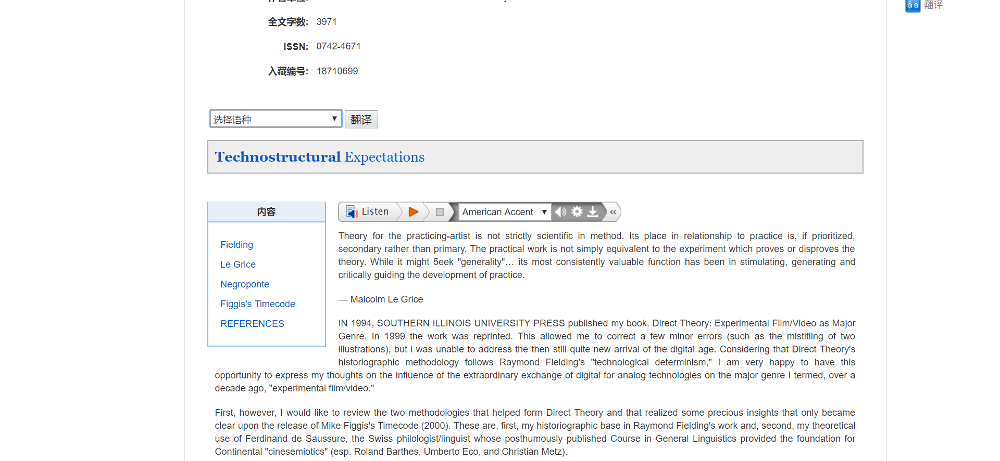 翻译
全文字数: 3971
ISSN: 0742-4671
入藏编号: 18710699
选择语种 翻译
Technostructural Expectations
内容
Fielding
Le Grice
Negroponte
Figgis's Timecode
REFERENCES
Listen American Accent
Theory for the practicing-artist is not strictly scientific in method. Its place in relationship to practice is, if prioritized,
secondary rather than primary. The practical work is not simply equivalent to the experiment which proves or disproves the
theory. While it might 5eek "generality"… its most consistently valuable function has been in stimulating, generating and
critically guiding the development of practice.
— Malcolm Le Grice
IN 1994, SOUTHERN ILLINOIS UNIVERSITY PRESS published my book. Direct Theory: Experimental Film/Video as Major
Genre. In 1999 the work was reprinted. This allowed me to correct a few minor errors (such as the mistitling of two
illustrations), but i was unable to address the then still quite new arrival of the digital age. Considering that Direct Theory's
historiographic methodology follows Raymond Fielding's "technological determinism," I am very happy to have this
opportunity to express my thoughts on the influence of the extraordinary exchange of digital for analog technologies on the major genre I termed, over a
decade ago, "experimental film/video."
First, however, I would like to review the two methodologies that helped form Direct Theory and that realized some precious insights that only became
clear upon the release of Mike Figgis's Timecode (2000). These are, first, my historiographic base in Raymond Fielding's work and, second, my theoretical
use of Ferdinand de Saussure, the Swiss philologist/linguist whose posthumously published Course in General Linguistics provided the foundation for
Continental "cinesemiotics" (esp. Roland Barthes, Umberto Eco, and Christian Metz).